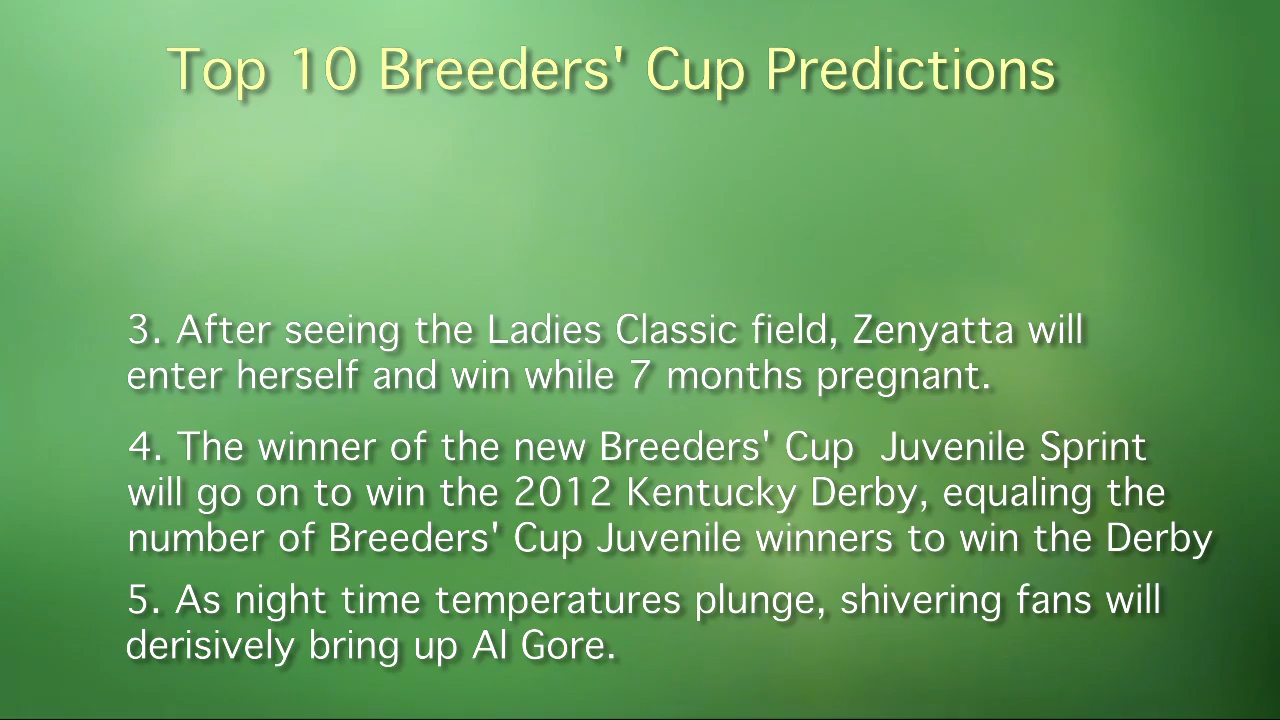 Top 10 Breeders' Cup Predictions
3. After seeing the Ladies Classic field, Zenyatta will
enter herself and win while 7 months pregnant.
4. The winner of the new Breeders' Cup  Juvenile Sprint
will go on to win the 2012 Kentucky Derby, equaling the
number of Breeders' Cup Juvenile winners to win the Derby
5. As night time temperatures plunge, shivering fans will
derisively bring up Al Gore.